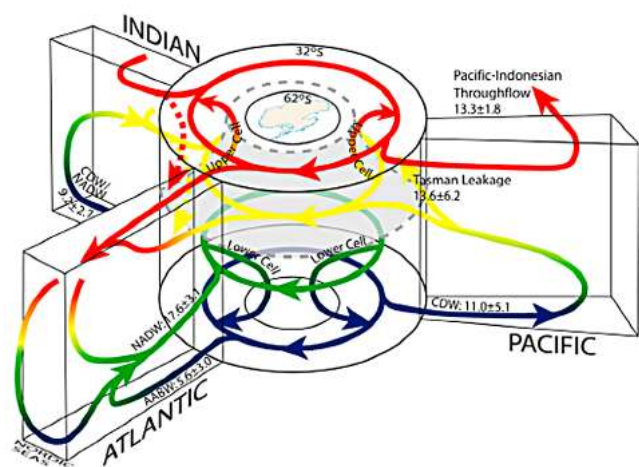 INDIAN
32°S
62°S
Pacific-Indonesian
Throughflow
13.3±1.8
Upper Cell
Upper Cell
Tasman Leakage
13.6±6.2
CDW/
NADW
9.2±2.7
Lower Cell
Lower Cell
NADW: 17.6±3.1
CDW: 11.0±5.1
AABW: 5.6±3.0
PACIFIC
ATLANTIC
NORDIC
SEAS